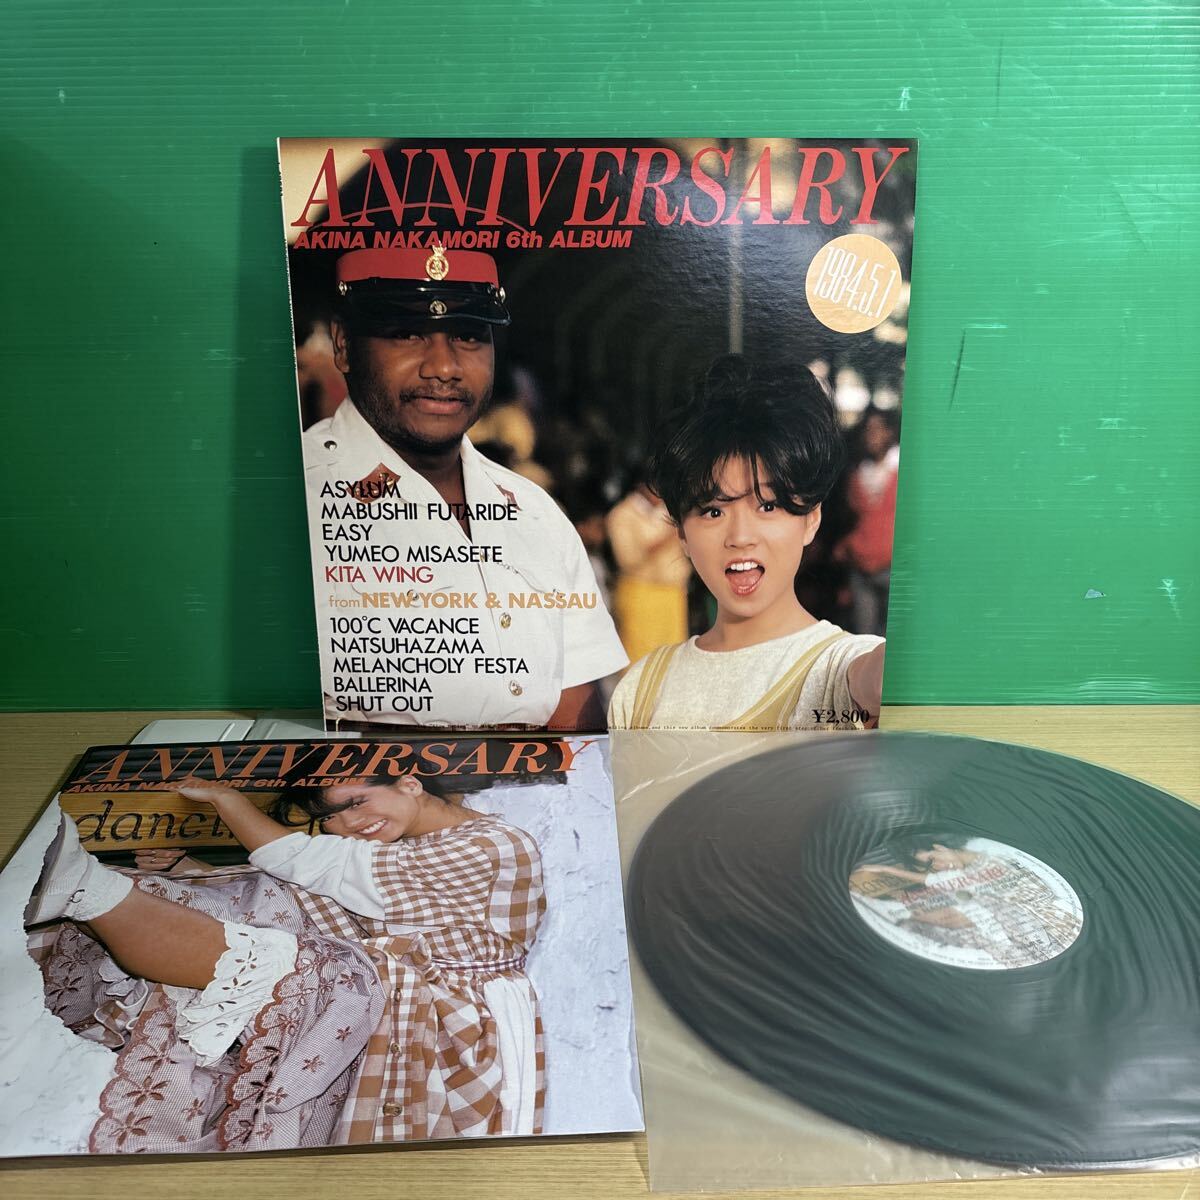 ANNIVERSARY
AKINA NAKAMORI 6th ALBUM
1984.5.1
ASYLUM
MABUSHII FUTARIDE
EASY
YUMEO MISASETE
KITA WING
from NEW YORK & NASSAU
100℃ VACANCE
NATSUHAZAMA
MELANCHOLY FESTA
BALLERINA
SHUT OUT
¥2,800
ANNIVERSARY
AKINA NAKAMORI 6th ALBUM
dancing
ANNIVERSARY